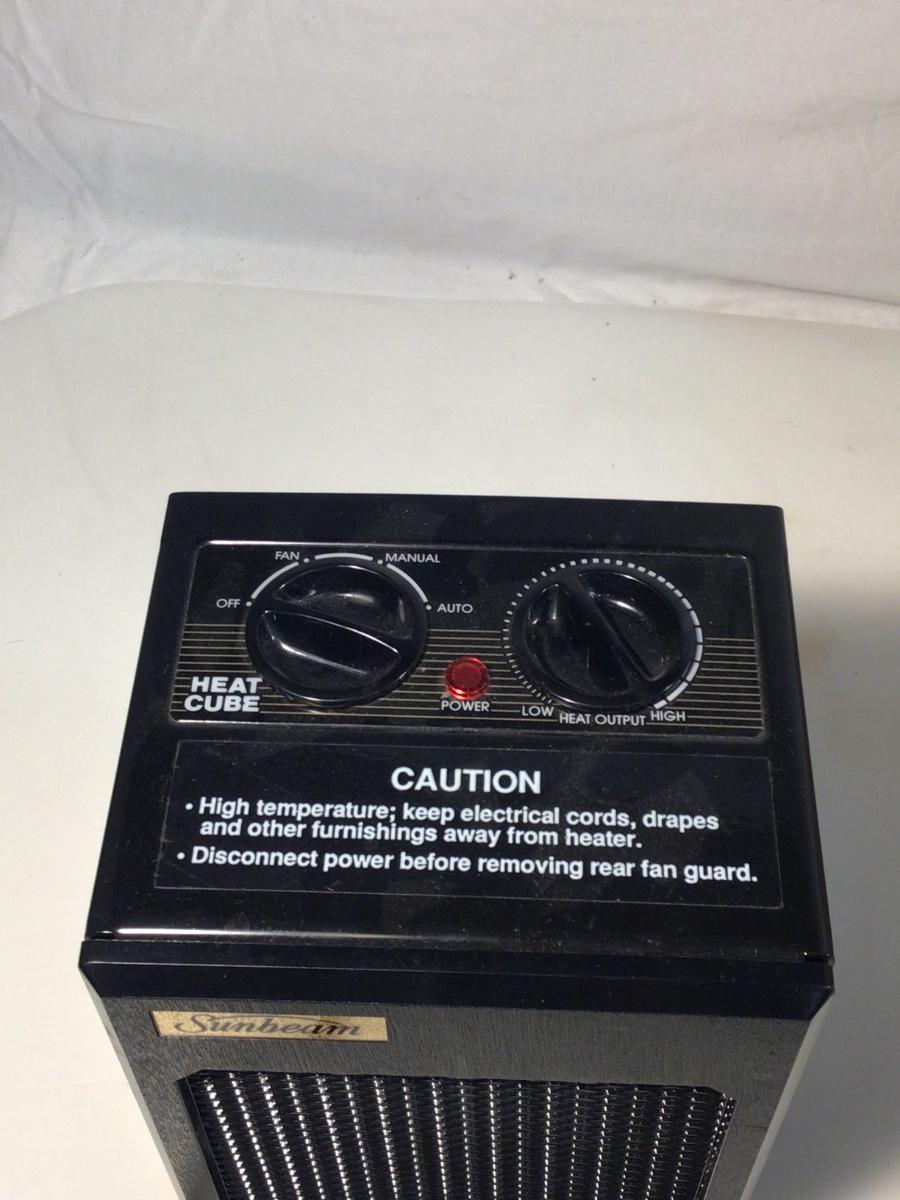 FAN
MANUAL
OFF
AUTO
HEAT
CUBE
POWER
LOW
HEAT OUTPUT
HIGH
CAUTION
• High temperature; keep electrical cords, drapes
and other furnishings away from heater.
• Disconnect power before removing rear fan guard.
Sunbeam